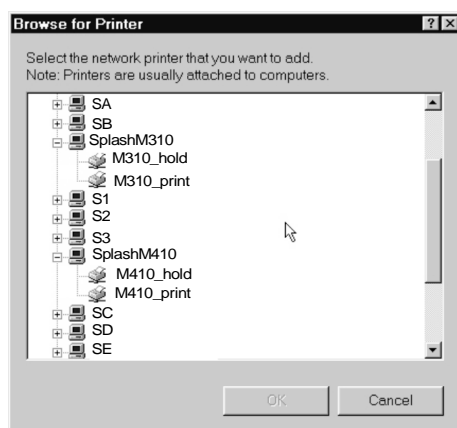 Browse for Printer
Select the network printer that you want to add.
Note: Printers are usually attached to computers.
SA
SB
SplashM310
M310_hold
M310_print
S1
S2
S3
SplashM410
M410_hold
M410_print
SC
SD
SE
OK
Cancel